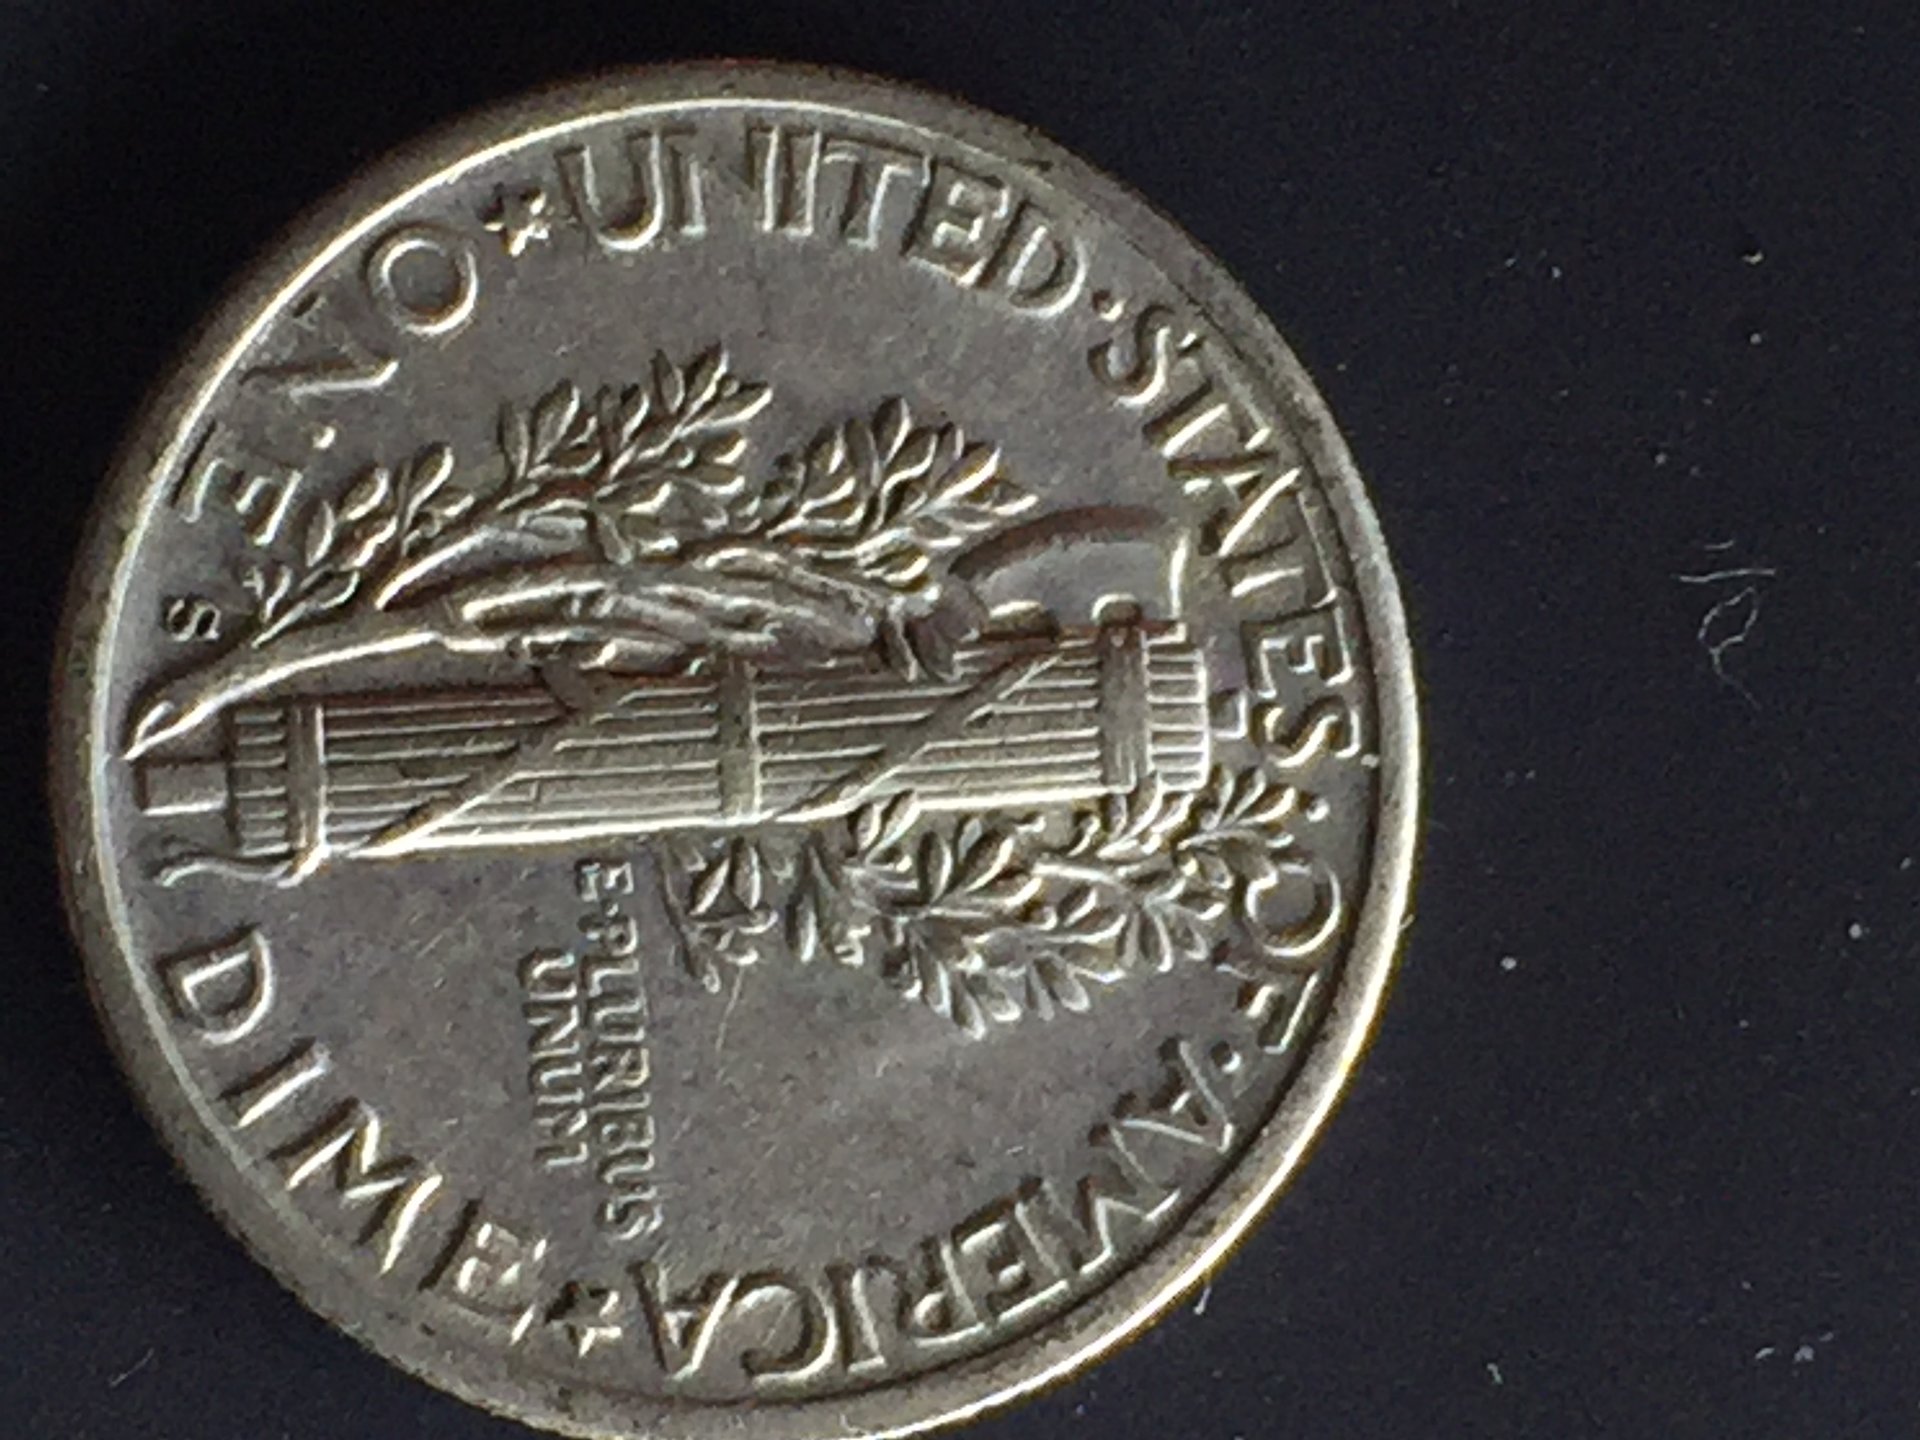 UNITED·STATES·OF·AMERICA
E·PLURIBUS
UNUM
ONE
DIME
S